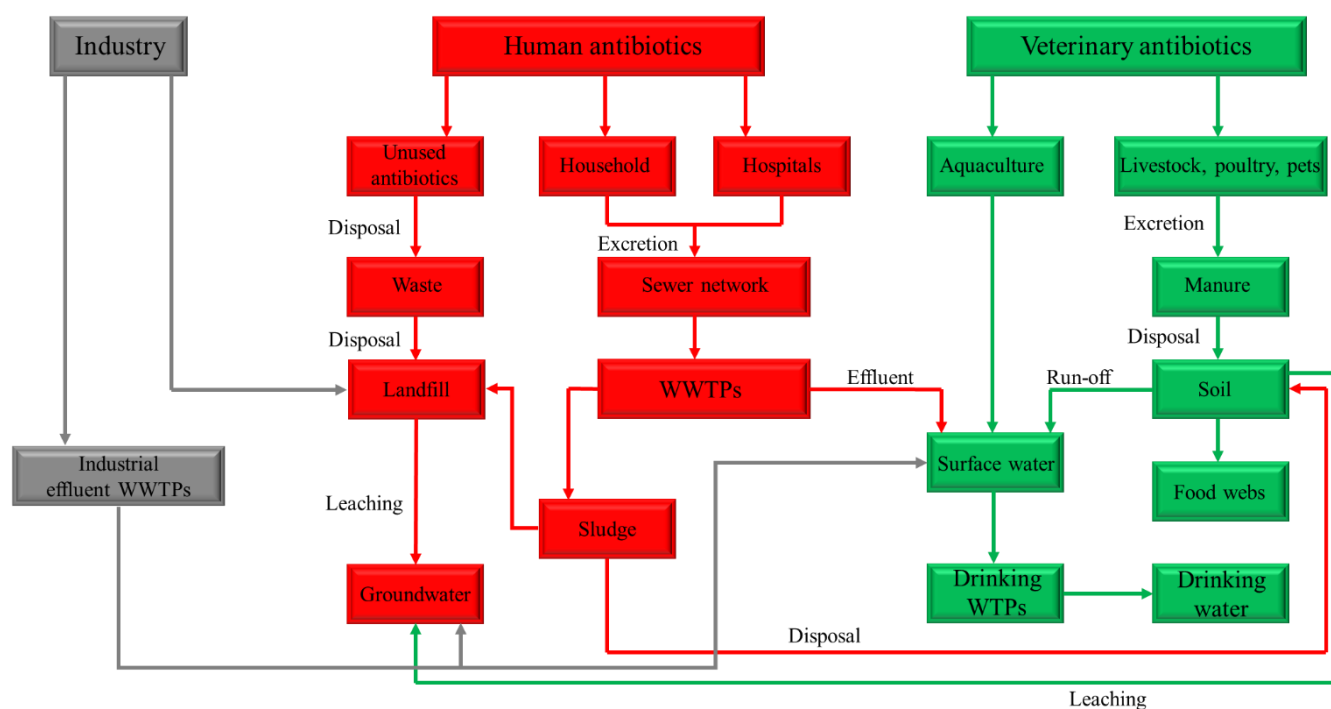 Industry
Human antibiotics
Veterinary antibiotics
Unused
antibiotics
Household
Hospitals
Aquaculture
Livestock, poultry, pets
Disposal
Excretion
Excretion
Waste
Sewer network
Manure
Disposal
Disposal
Landfill
WWTPs
Effluent
Run-off
Soil
Industrial
effluent WWTPs
Surface water
Food webs
Leaching
Sludge
Groundwater
Drinking
WTPs
Drinking
water
Disposal
Leaching